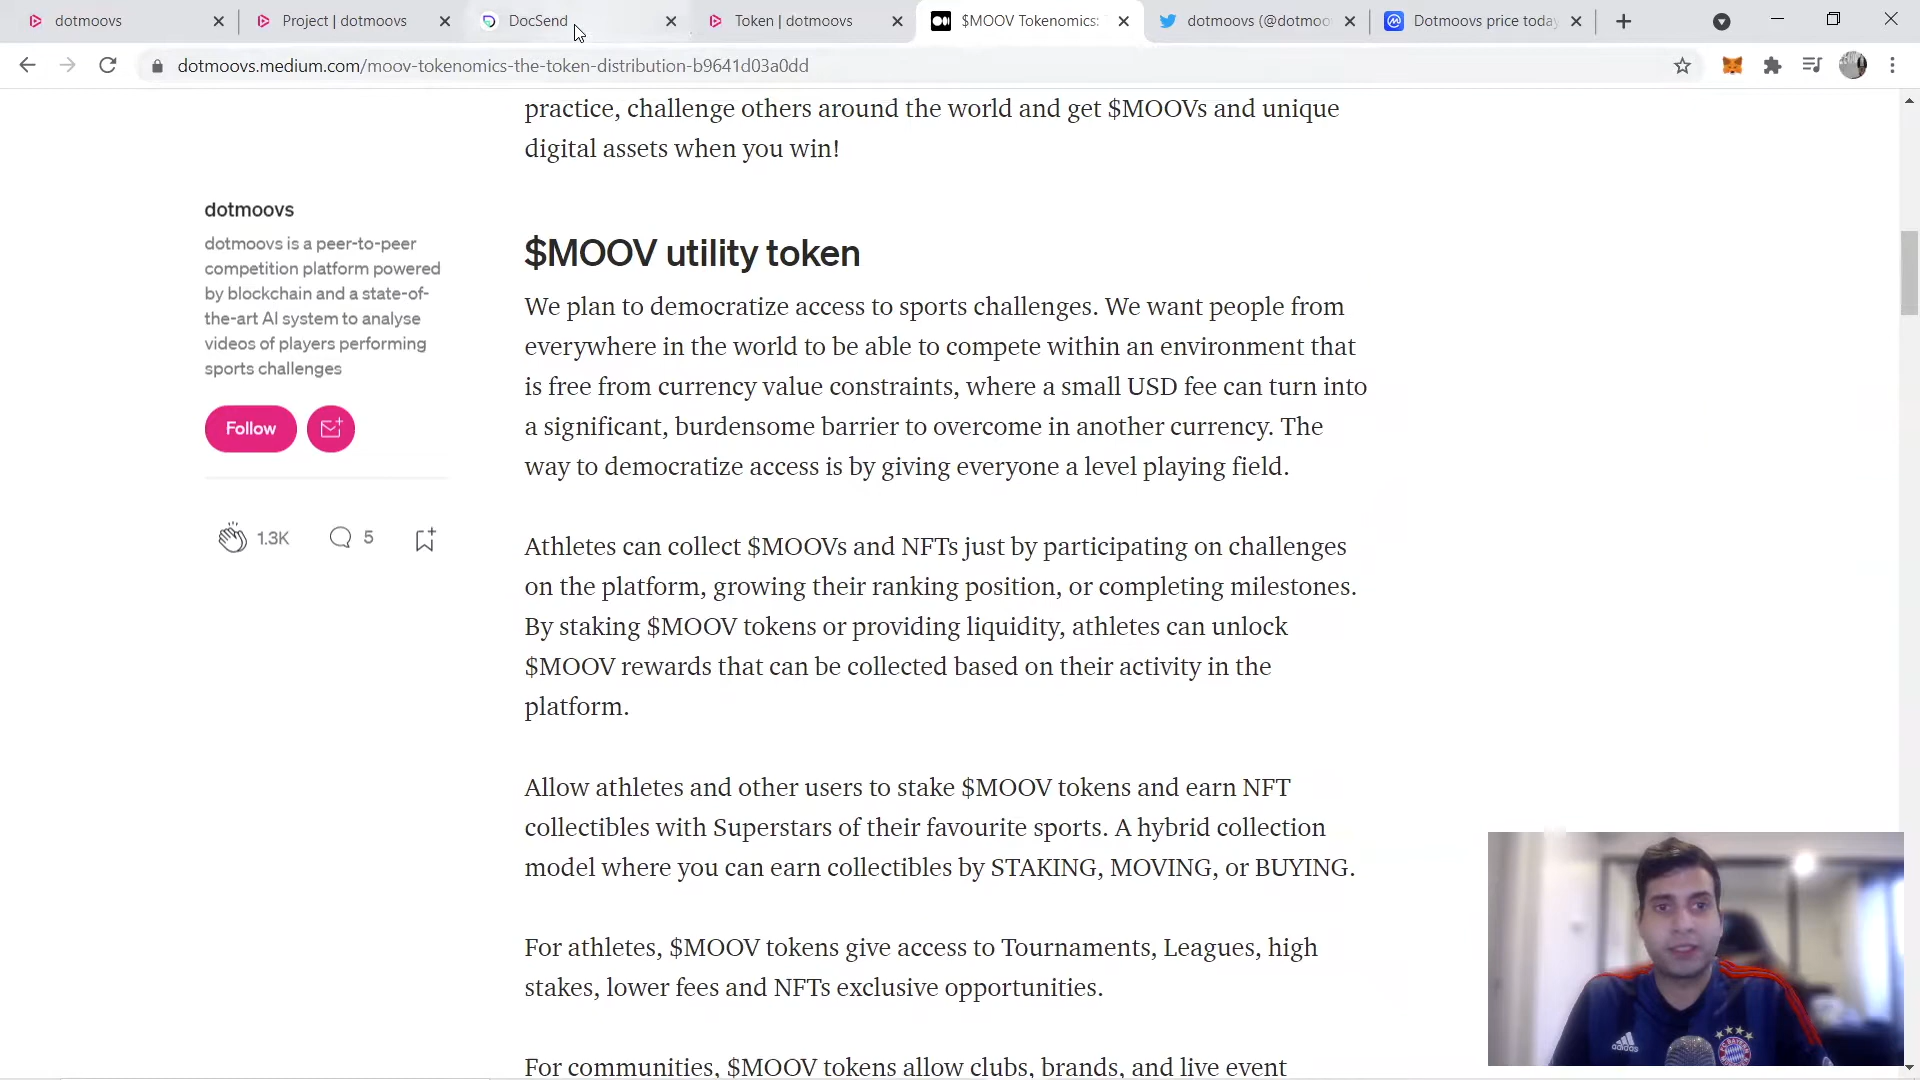 dotmoovs
Project | dotmoovs
DocSend
Token | dotmoovs
$MOOV Tokenomics:
dotmoovs (@dotmoo
Dotmoovs price today
dotmoovs.medium.com/moov-tokenomics-the-token-distribution-b9641d03a0dd
practice, challenge others around the world and get $MOOVs and unique
digital assets when you win!
dotmoovs
dotmoovs is a peer-to-peer
competition platform powered
by blockchain and a state-of-
the-art AI system to analyse
videos of players performing
sports challenges
Follow
1.3K
5
$MOOV utility token
We plan to democratize access to sports challenges. We want people from
everywhere in the world to be able to compete within an environment that
is free from currency value constraints, where a small USD fee can turn into
a significant, burdensome barrier to overcome in another currency. The
way to democratize access is by giving everyone a level playing field.
Athletes can collect $MOOVs and NFTs just by participating on challenges
on the platform, growing their ranking position, or completing milestones.
By staking $MOOV tokens or providing liquidity, athletes can unlock
$MOOV rewards that can be collected based on their activity in the
platform.
Allow athletes and other users to stake $MOOV tokens and earn NFT
collectibles with Superstars of their favourite sports. A hybrid collection
model where you can earn collectibles by STAKING, MOVING, or BUYING.
For athletes, $MOOV tokens give access to Tournaments, Leagues, high
stakes, lower fees and NFTs exclusive opportunities.
For communities, $MOOV tokens allow clubs, brands, and live event
adidas